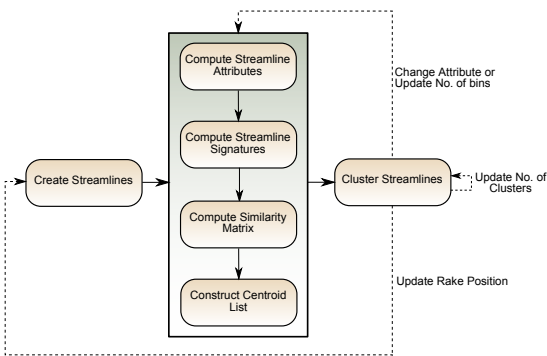 Compute Streamline
Attributes
Change Attribute or
Update No. of bins
Compute Streamline
Signatures
Create Streamlines
Cluster Streamlines
Update No. of
Clusters
Compute Similarity
Matrix
Update Rake Position
Construct Centroid
List